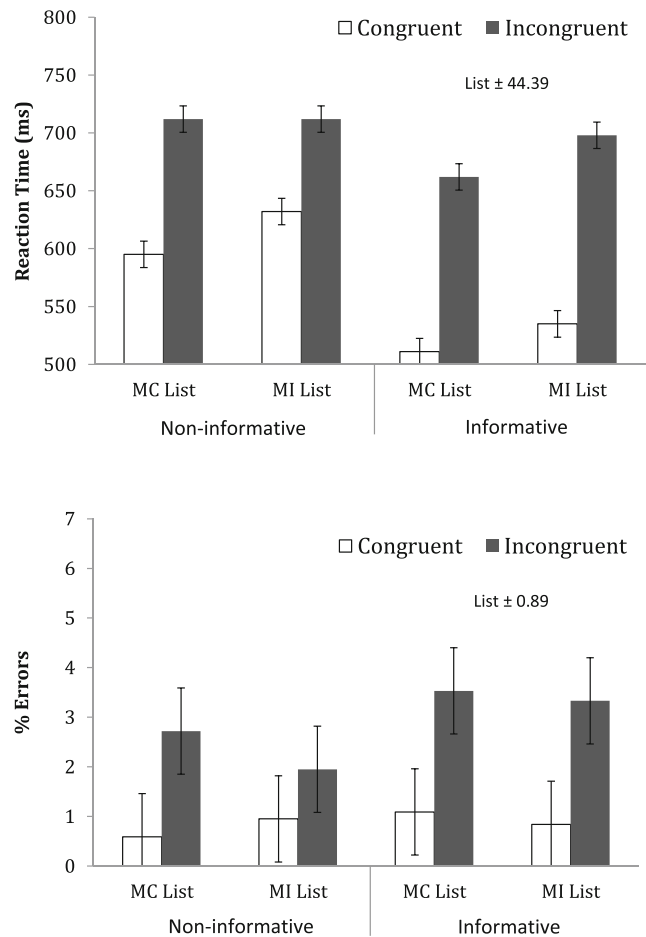 800
750
700
650
600
550
500
Reaction Time (ms)
Congruent Incongruent
List ± 44.39
MC List MI List MC List MI List
Non-informative Informative
7
6
5
4
3
2
1
0
% Errors
Congruent Incongruent
List ± 0.89
MC List MI List MC List MI List
Non-informative Informative